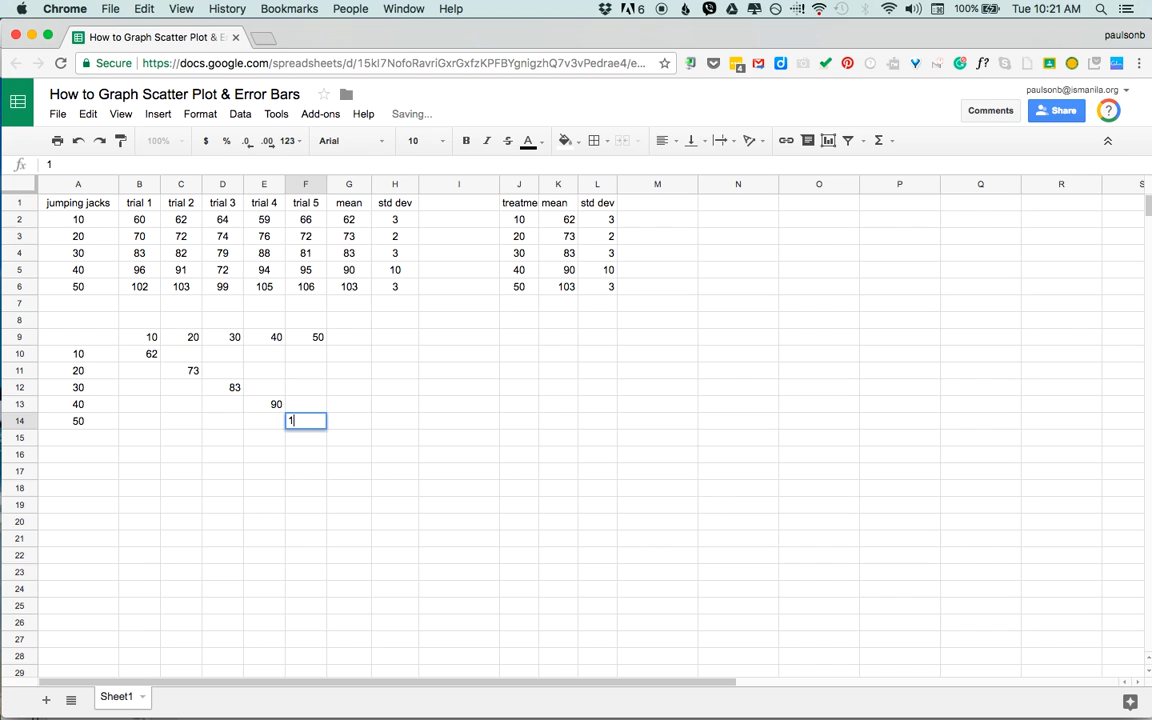 Chrome File Edit View History Bookmarks People Window Help 6 100% Tue 10:21 AM
How to Graph Scatter Plot & E × paulsonb
Secure https://docs.google.com/spreadsheets/d/15kI7NofoRavriGxrGxfzKPFBYgnigzhQ7v3vPedrae4/e...
How to Graph Scatter Plot & Error Bars paulsonb@ismanila.org
File Edit View Insert Format Data Tools Add-ons Help Saving... Comments Share
100% $ % .0 .00 123 Arial 10 B I S A Σ
fx 1
A B C D E F G H I J K L M N O P Q R S
1 jumping jacks trial 1 trial 2 trial 3 trial 4 trial 5 mean std dev treatme mean std dev
2 10 60 62 64 59 66 62 3 10 62 3
3 20 70 72 74 76 72 73 2 20 73 2
4 30 83 82 79 88 81 83 3 30 83 3
5 40 96 91 72 94 95 90 10 40 90 10
6 50 102 103 99 105 106 103 3 50 103 3
7
8
9 10 20 30 40 50
10 10 62
11 20 73
12 30 83
13 40 90
14 50 1
15
16
17
18
19
20
21
22
23
24
25
26
27
28
29
+ Sheet1